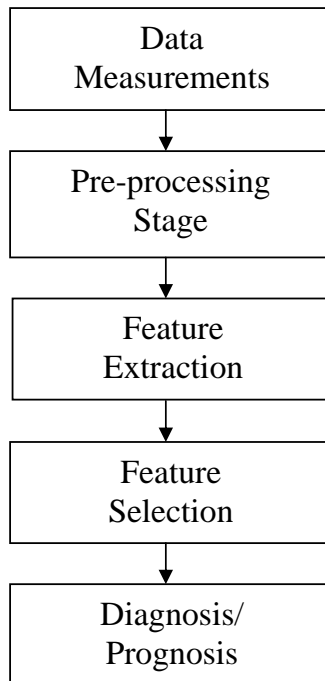 Data
Measurements
Pre-processing
Stage
Feature
Extraction
Feature
Selection
Diagnosis/
Prognosis